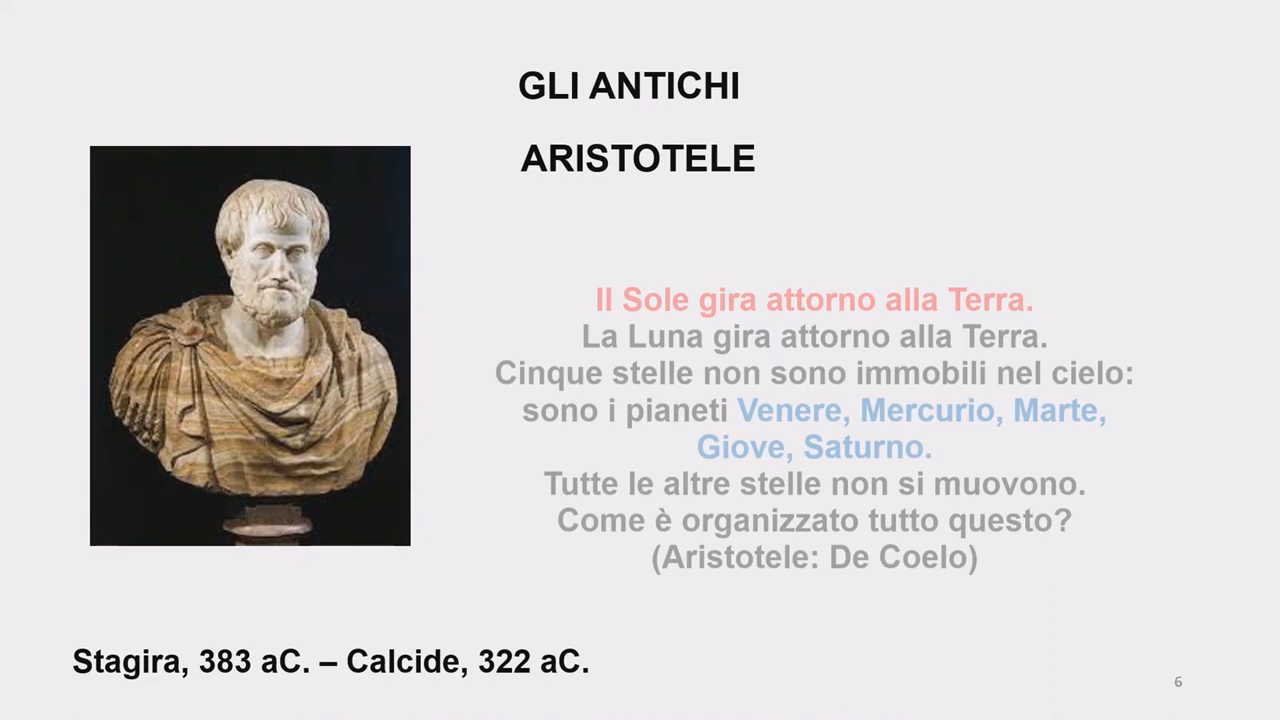 GLI ANTICHI
ARISTOTELE
Il Sole gira attorno alla Terra.
La Luna gira attorno alla Terra.
Cinque stelle non sono immobili nel cielo:
sono i pianeti Venere, Mercurio, Marte,
Giove, Saturno.
Tutte le altre stelle non si muovono.
Come è organizzato tutto questo?
(Aristotele: De Coelo)
Stagira, 383 aC. – Calcide, 322 aC.
6